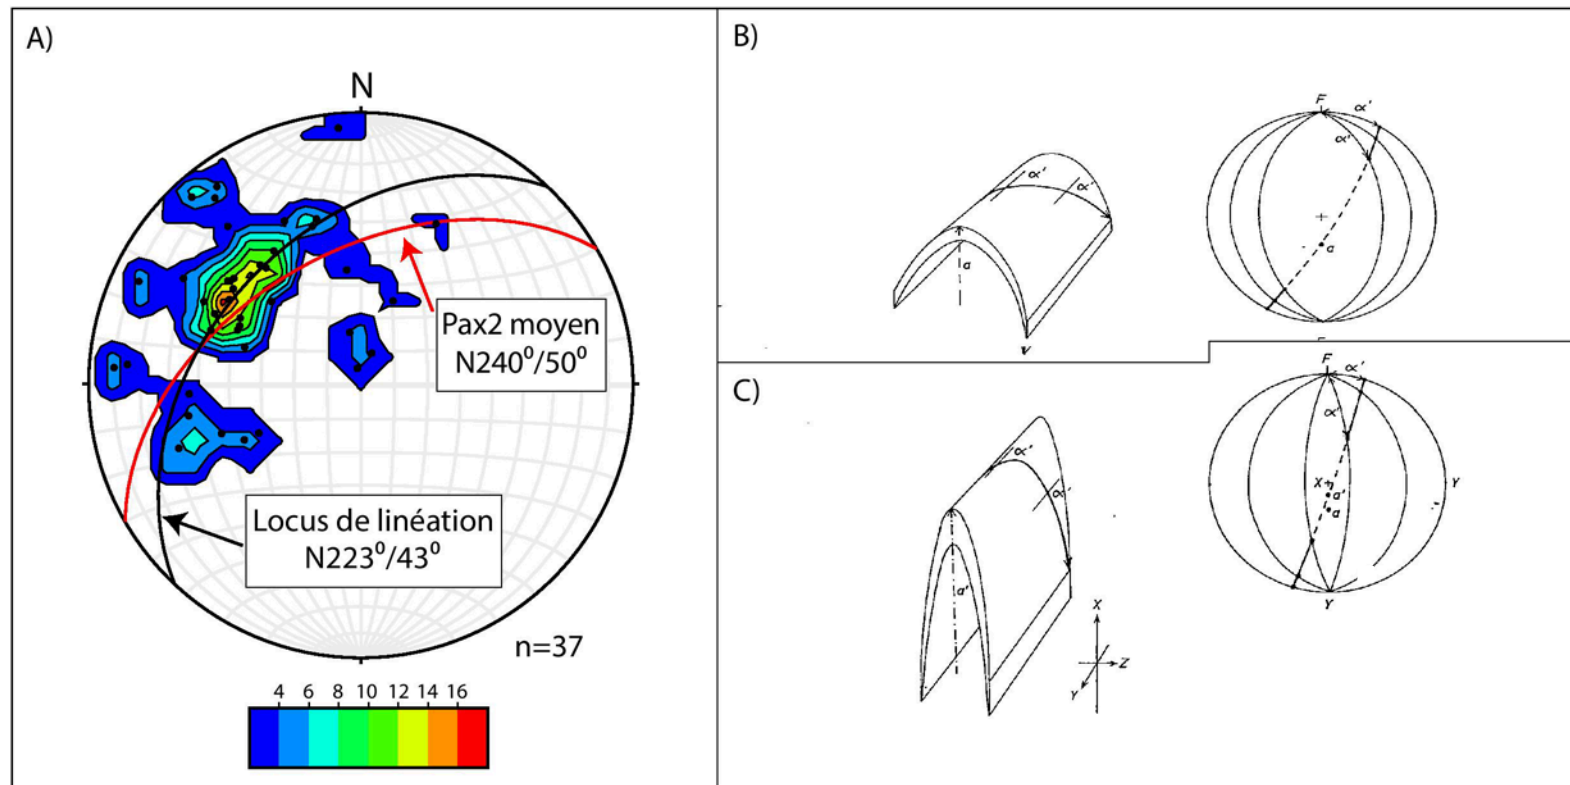 A)
N
Pax2 moyen
N240⁰/50⁰
Locus de linéation
N223⁰/43⁰
n=37
4 6 8 10 12 14 16
B)
α'
α'
a
F
α'
α'
a
C)
α'
α'
a'
X
Z
Y
F
α'
α'
X
Y
a'
a
Y